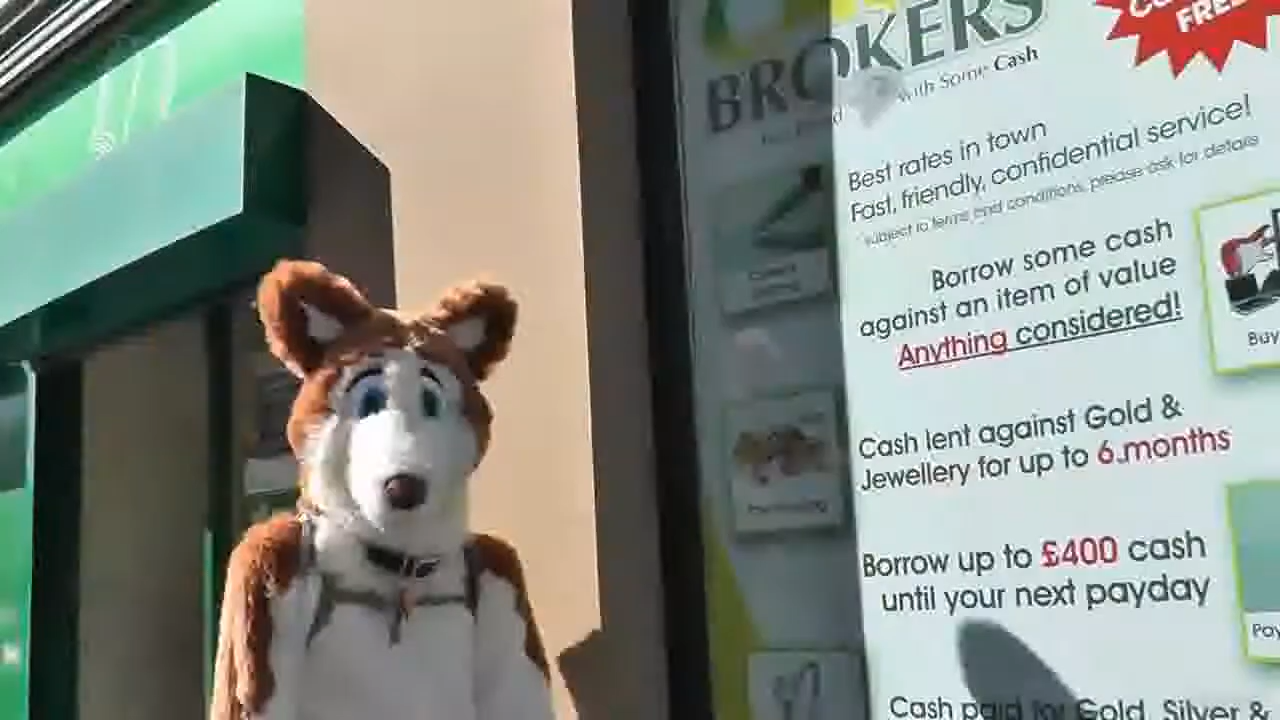 BROKERS
with Some Cash
FREE
Best rates in town
Fast, friendly, confidential service!
subject to terms and conditions, please ask for details
Borrow some cash
against an item of value
Anything considered!
Buy
Cash lent against Gold &
Jewellery for up to 6.months
Borrow up to £400 cash
until your next payday
Pay
Cash paid for Gold, Silver &